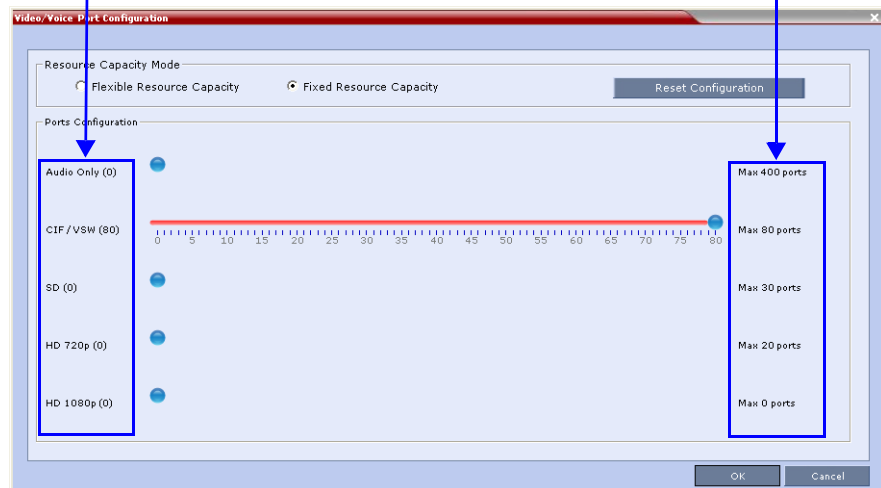 Video/Voice Port Configuration
Resource Capacity Mode
Flexible Resource Capacity
Fixed Resource Capacity
Reset Configuration
Ports Configuration
Audio Only (0)
Max 400 ports
CIF/VSW (80)
0 5 10 15 20 25 30 35 40 45 50 55 60 65 70 75 80
Max 80 ports
SD (0)
Max 30 ports
HD 720p (0)
Max 20 ports
HD 1080p (0)
Max 0 ports
OK
Cancel